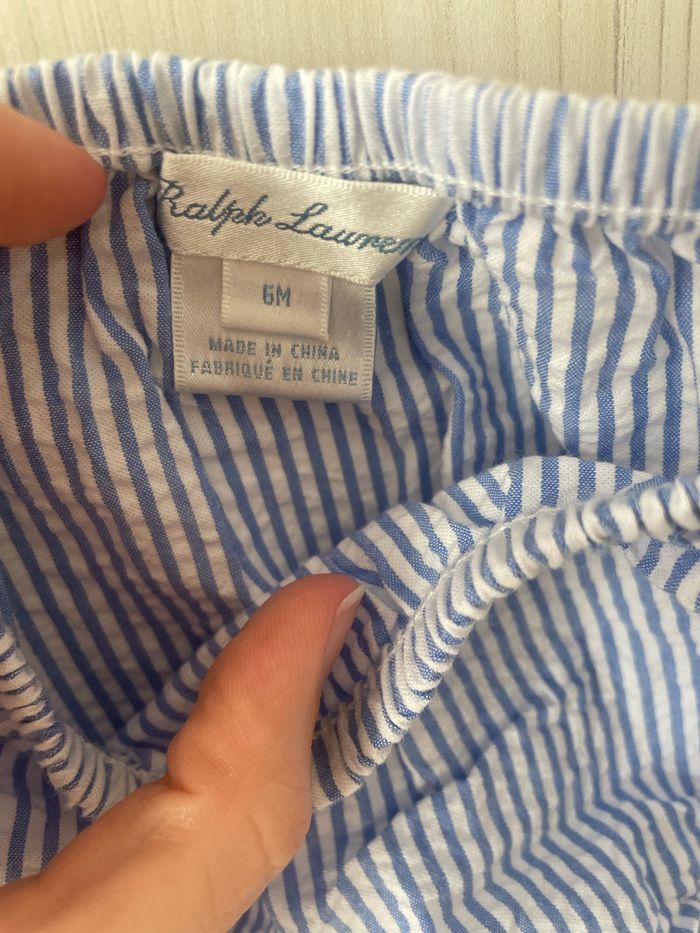 Ralph Lauren
6M
MADE IN CHINA
FABRIQUÉ EN CHINE